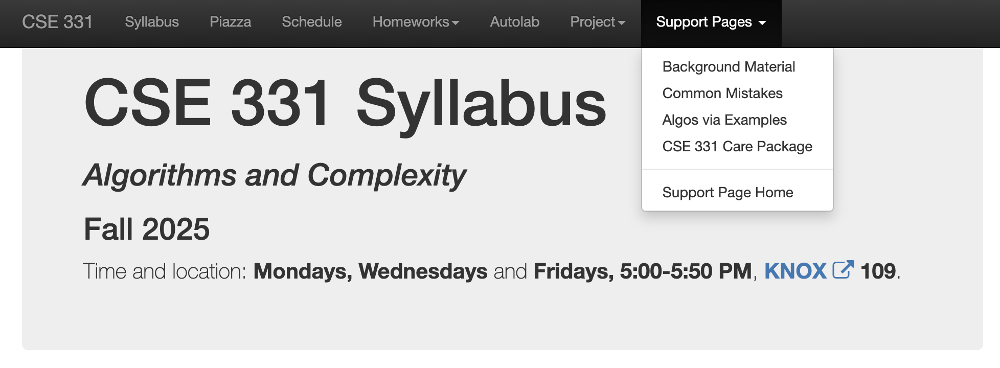 CSE 331 Syllabus Piazza Schedule Homeworks Autolab Project Support Pages
Background Material
Common Mistakes
Algos via Examples
CSE 331 Care Package
Support Page Home
CSE 331 Syllabus
Algorithms and Complexity
Fall 2025
Time and location: Mondays, Wednesdays and Fridays, 5:00-5:50 PM, KNOX 109.